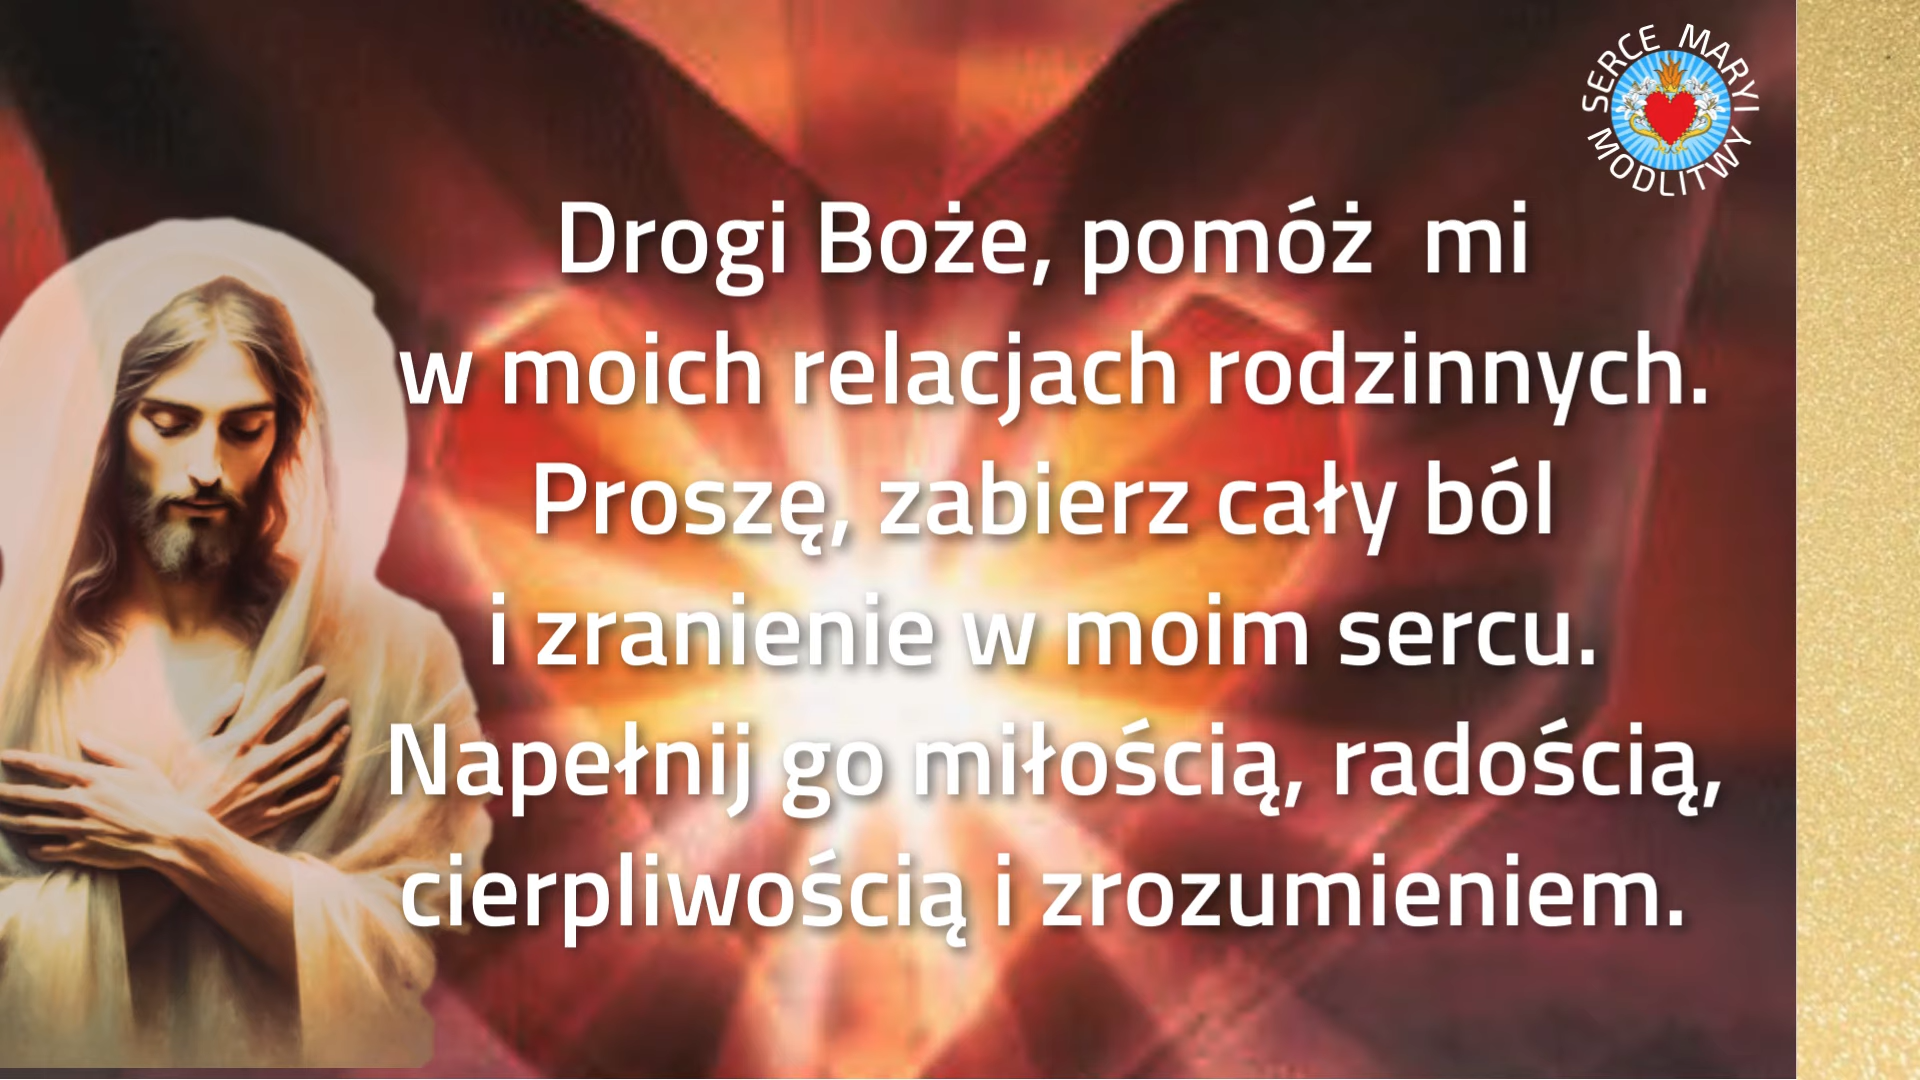 SERCE MARYI
MODLITWY
Drogi Boże, pomóż mi
w moich relacjach rodzinnych.
Proszę, zabierz cały ból
i zranienie w moim sercu.
Napełnij go miłością, radością,
cierpliwością i zrozumieniem.